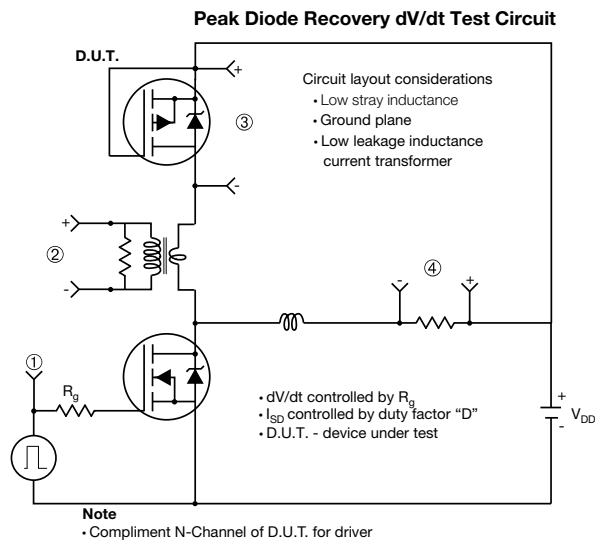 Peak Diode Recovery dV/dt Test Circuit
D.U.T.
+
Circuit layout considerations
• Low stray inductance
• Ground plane
• Low leakage inductance
current transformer
③
-
+
②
-
-
④
+
①
Rg
• dV/dt controlled by Rg
• ISD controlled by duty factor “D”
• D.U.T. - device under test
+
VDD
-
Note
• Compliment N-Channel of D.U.T. for driver